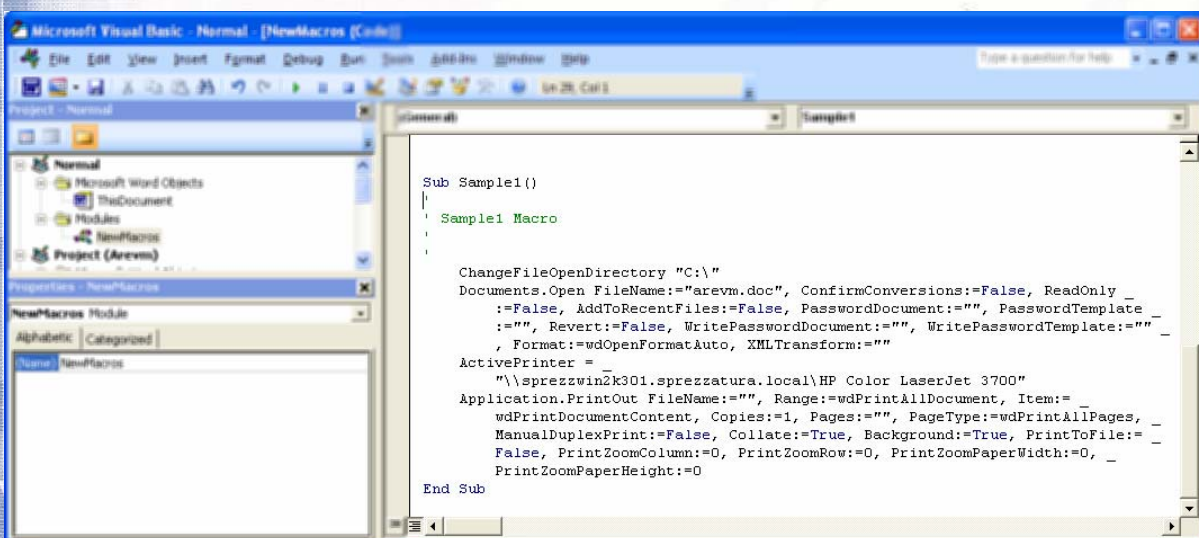 Microsoft Visual Basic - Normal - [NewMacros (Code)]
File Edit View Insert Format Debug Run Tools Add-Ins Window Help
Type a question for help
Ln 29, Col 1
Project - Normal
(General)
Sample1
Normal
Microsoft Word Objects
ThisDocument
Modules
NewMacros
Project (Arevm)
Properties - NewMacros
NewMacros Module
Alphabetic Categorized
(Name) NewMacros
Sub Sample1()
'
' Sample1 Macro
'
'
ChangeFileOpenDirectory "C:\"
Documents.Open FileName:="arevm.doc", ConfirmConversions:=False, ReadOnly _
:=False, AddToRecentFiles:=False, PasswordDocument:="", PasswordTemplate _
:="", Revert:=False, WritePasswordDocument:="", WritePasswordTemplate:="" _
, Format:=wdOpenFormatAuto, XMLTransform:=""
ActivePrinter = _
"\\sprezzwin2k301.sprezzatura.local\HP Color LaserJet 3700"
Application.PrintOut FileName:="", Range:=wdPrintAllDocument, Item:= _
wdPrintDocumentContent, Copies:=1, Pages:="", PageType:=wdPrintAllPages, _
ManualDuplexPrint:=False, Collate:=True, Background:=True, PrintToFile:= _
False, PrintZoomColumn:=0, PrintZoomRow:=0, PrintZoomPaperWidth:=0, _
PrintZoomPaperHeight:=0
End Sub